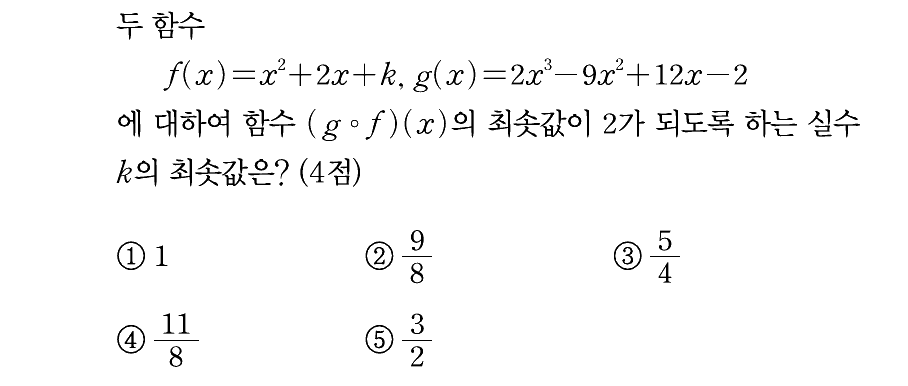 두 함수
f(x)=x²+2x+k, g(x)=2x³-9x²+12x-2
에 대하여 함수 (g∘f)(x)의 최솟값이 2가 되도록 하는 실수
k의 최솟값은? (4점)
① 1 ② 9/8 ③ 5/4
④ 11/8 ⑤ 3/2